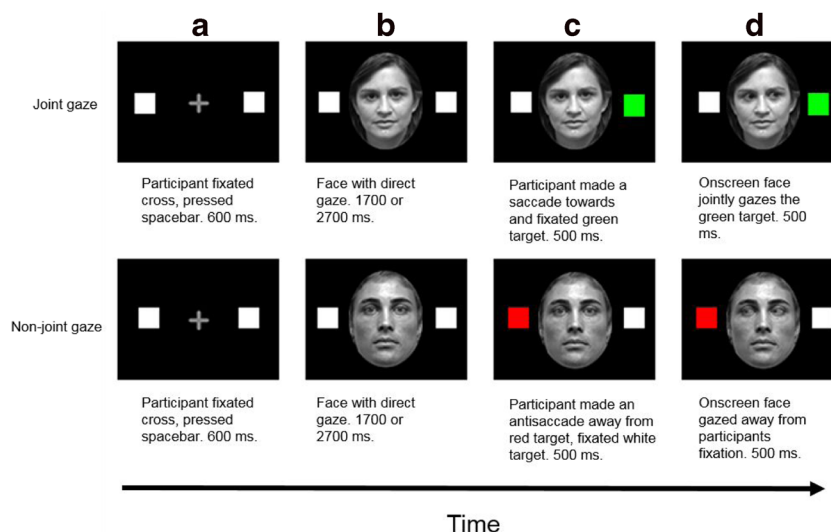 a
b
c
d
Joint gaze
Participant fixated
cross, pressed
spacebar. 600 ms.
Face with direct
gaze. 1700 or
2700 ms.
Participant made a
saccade towards
and fixated green
target. 500 ms.
Onscreen face
jointly gazes the
green target. 500
ms.
Non-joint gaze
Participant fixated
cross, pressed
spacebar. 600 ms.
Face with direct
gaze. 1700 or
2700 ms.
Participant made an
antisaccade away from
red target, fixated white
target. 500 ms.
Onscreen face
gazed away from
participants
fixation. 500 ms.
Time